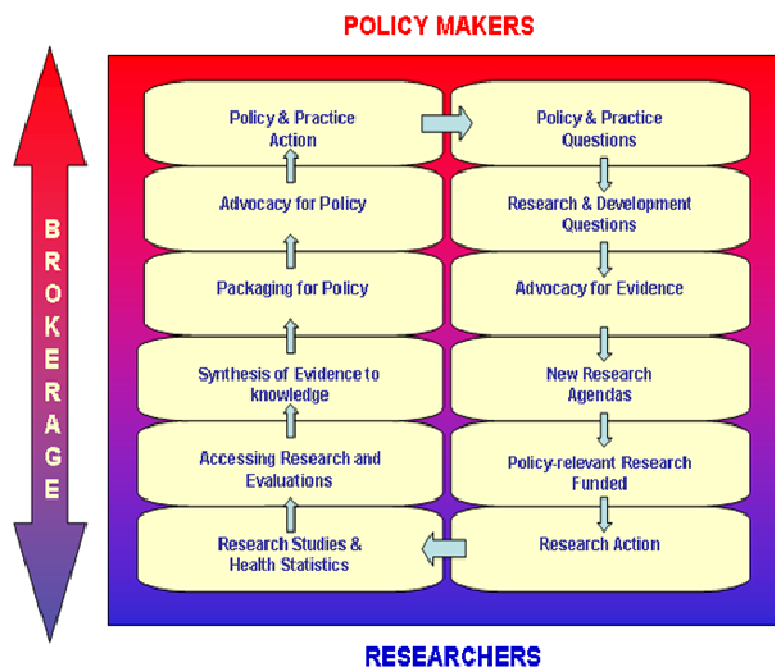 POLICY MAKERS
BROKERAGE
Policy & Practice
Action
Policy & Practice
Questions
Advocacy for Policy
Research & Development
Questions
Packaging for Policy
Advocacy for Evidence
Synthesis of Evidence to
knowledge
New Research
Agendas
Accessing Research and
Evaluations
Policy-relevant Research
Funded
Research Studies &
Health Statistics
Research Action
RESEARCHERS